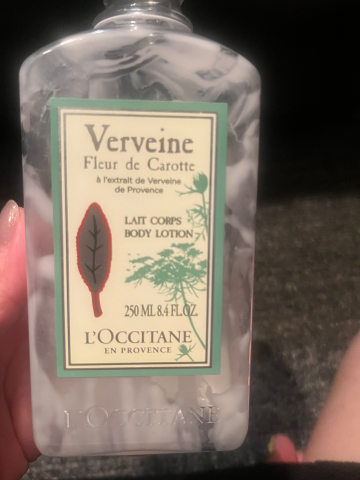 Verveine
Fleur de Carotte
à l'extrait de Verveine
de Provence
LAIT CORPS
BODY LOTION
250 ML 8.4 FL.OZ.
L'OCCITANE
EN PROVENCE
L'OCCITANE